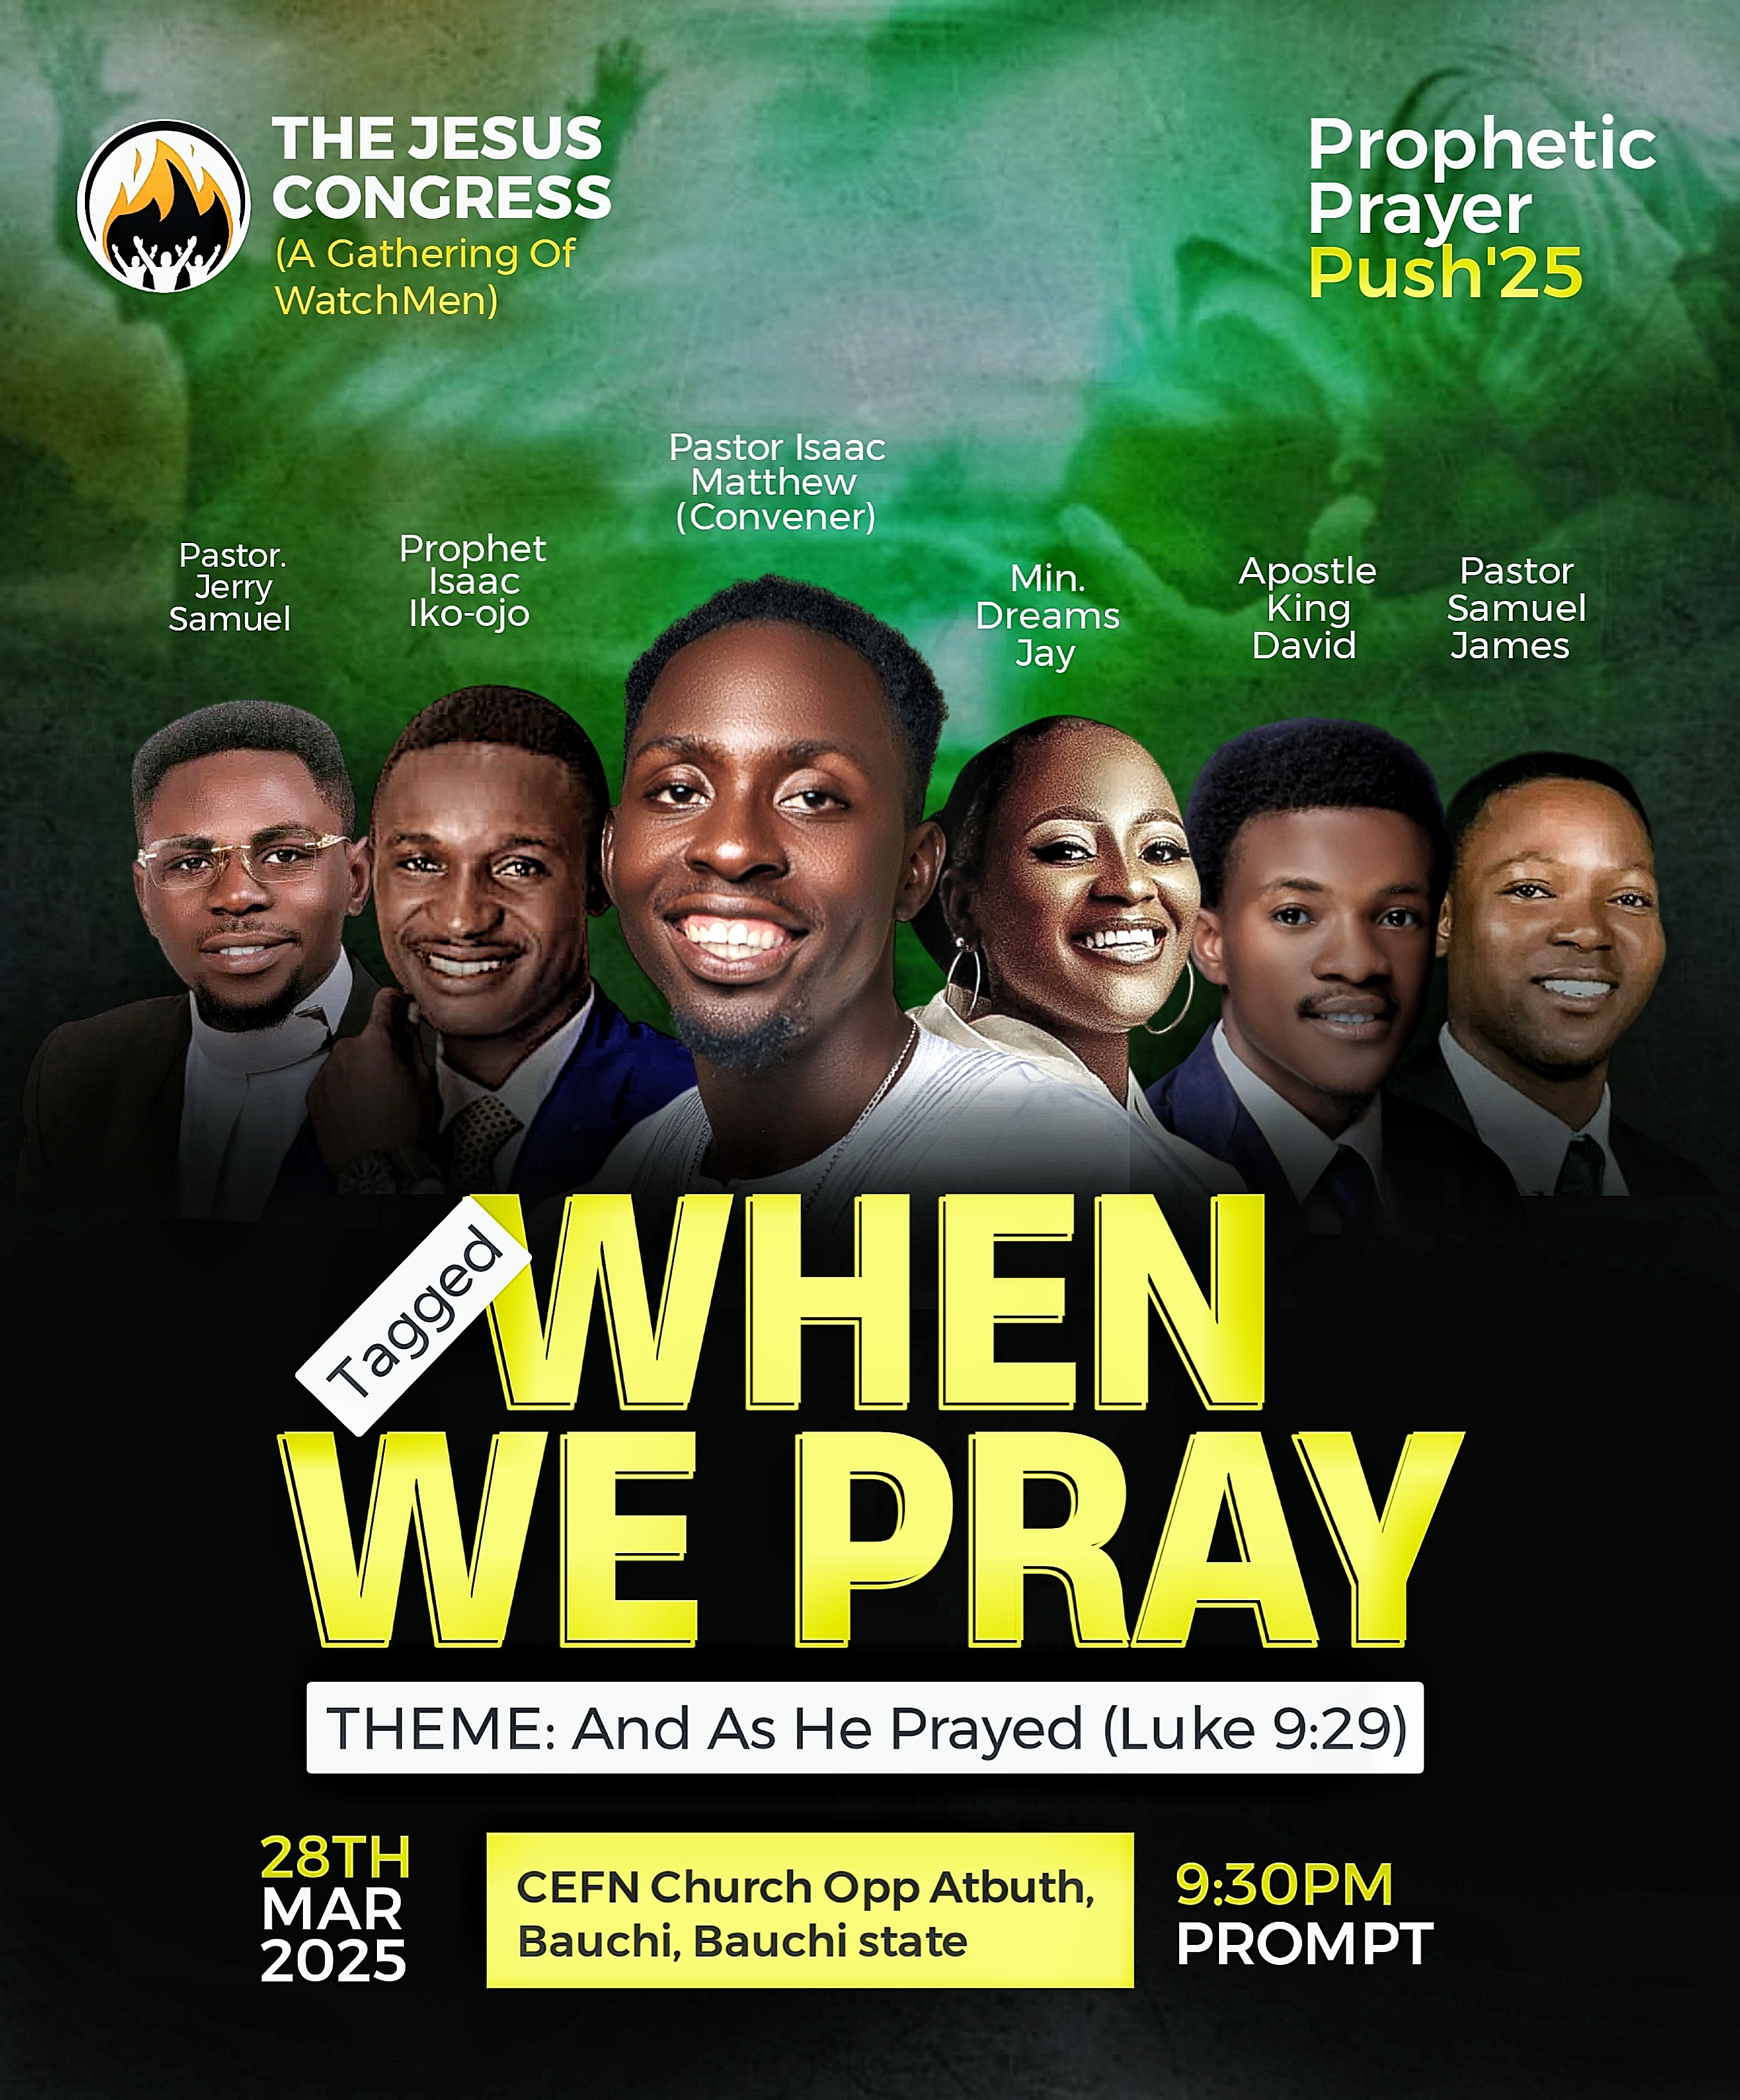 THE JESUS
CONGRESS
(A Gathering Of
WatchMen)
Prophetic
Prayer
Push'25
Pastor Isaac
Matthew
(Convener)
Pastor.
Jerry
Samuel
Prophet
Isaac
Iko-ojo
Min.
Dreams
Jay
Apostle
King
David
Pastor
Samuel
James
Tagged
WHEN
WE PRAY
THEME: And As He Prayed (Luke 9:29)
28TH
MAR
2025
CEFN Church Opp Atbuth,
Bauchi, Bauchi state
9:30PM
PROMPT